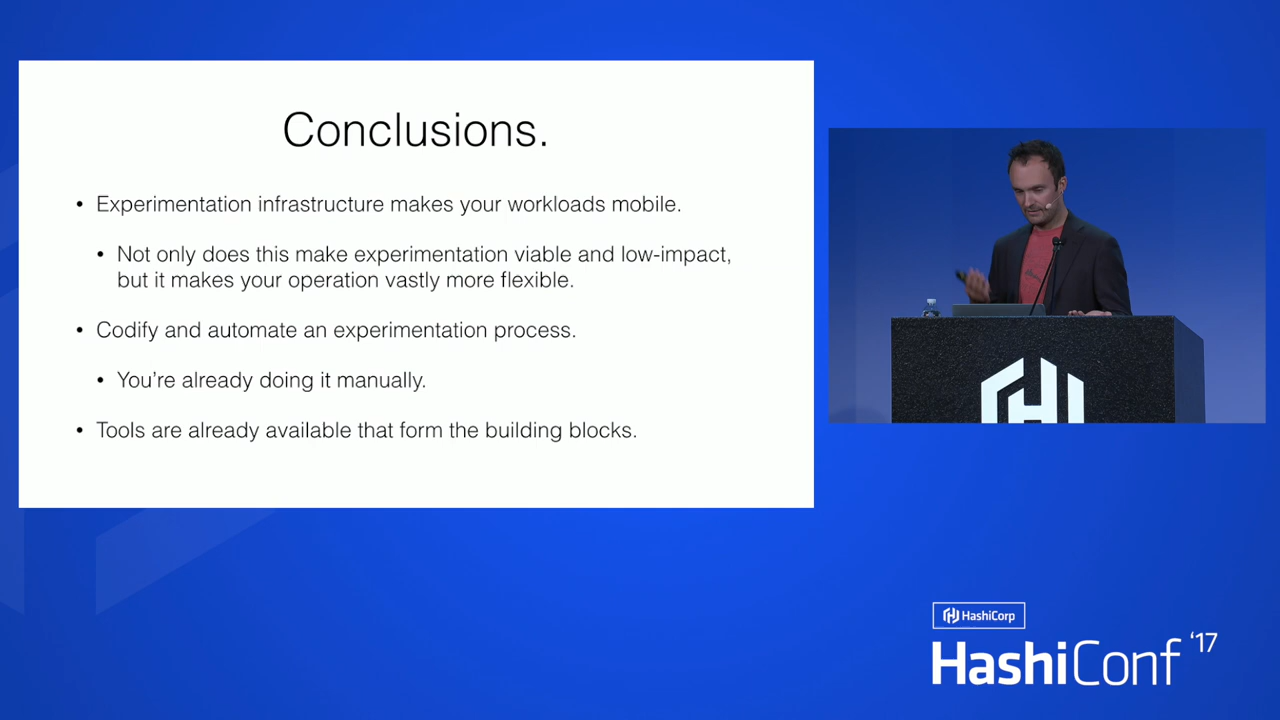 Conclusions.
• Experimentation infrastructure makes your workloads mobile.
• Not only does this make experimentation viable and low-impact,
but it makes your operation vastly more flexible.
• Codify and automate an experimentation process.
• You’re already doing it manually.
• Tools are already available that form the building blocks.
HashiCorp
HashiConf ‘17